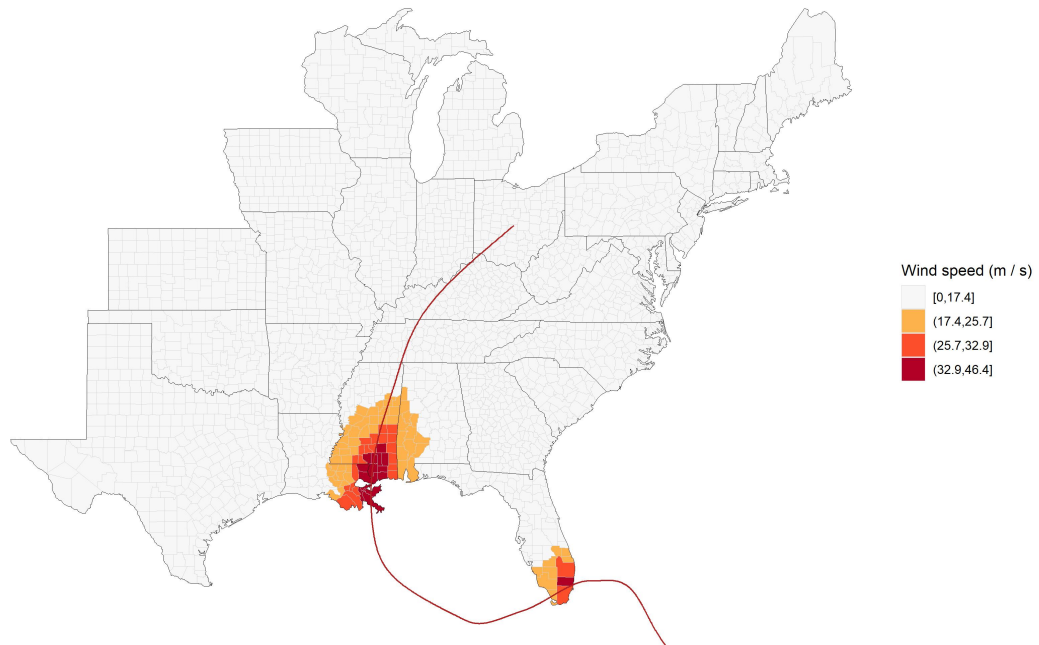 Wind speed (m / s)
[0,17.4]
(17.4,25.7]
(25.7,32.9]
(32.9,46.4]